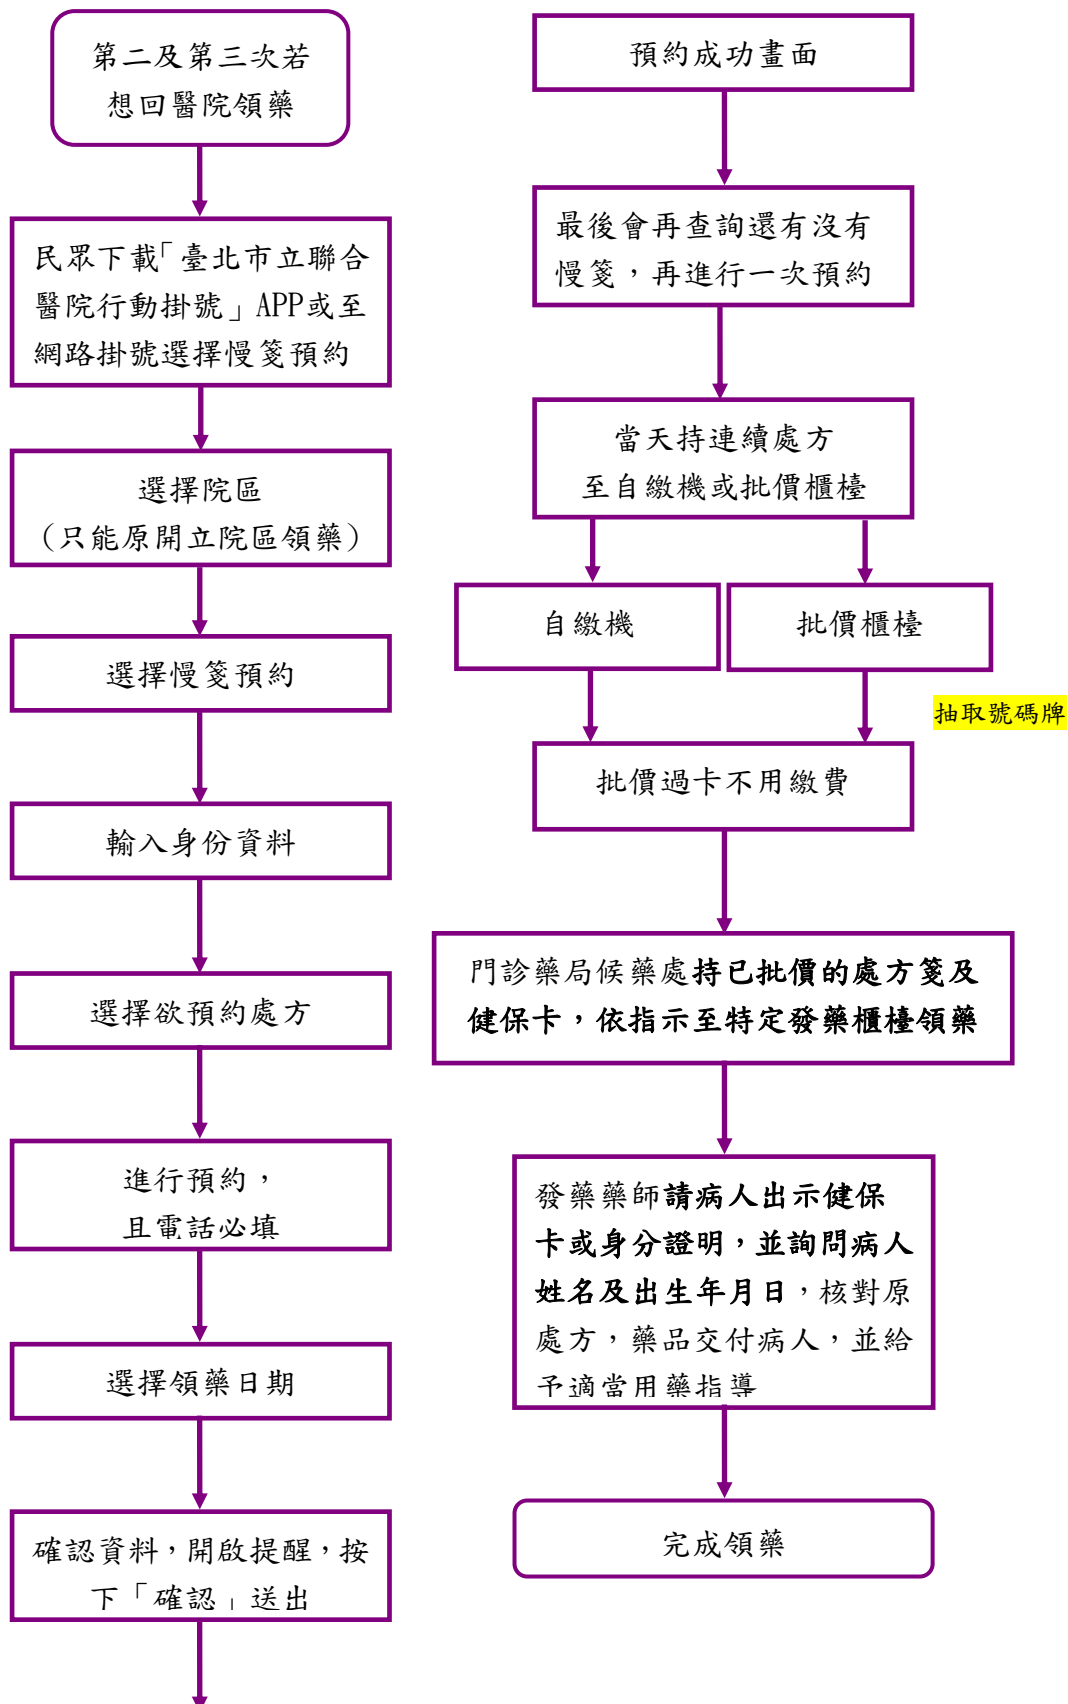 第二及第三次若
想回醫院領藥
民眾下載「臺北市立聯合
醫院行動掛號」APP或至
網路掛號選擇慢箋預約
選擇院區
(只能原開立院區領藥)
選擇慢箋預約
輸入身份資料
選擇欲預約處方
進行預約，
且電話必填
選擇領藥日期
確認資料，開啟提醒，按
下「確認」送出
預約成功畫面
最後會再查詢還有沒有
慢箋，再進行一次預約
當天持連續處方
至自繳機或批價櫃檯
自繳機
批價櫃檯
抽取號碼牌
批價過卡不用繳費
門診藥局候藥處持已批價的處方箋及
健保卡，依指示至特定發藥櫃檯領藥
發藥藥師請病人出示健保
卡或身分證明，並詢問病人
姓名及出生年月日，核對原
處方，藥品交付病人，並給
予適當用藥指導
完成領藥